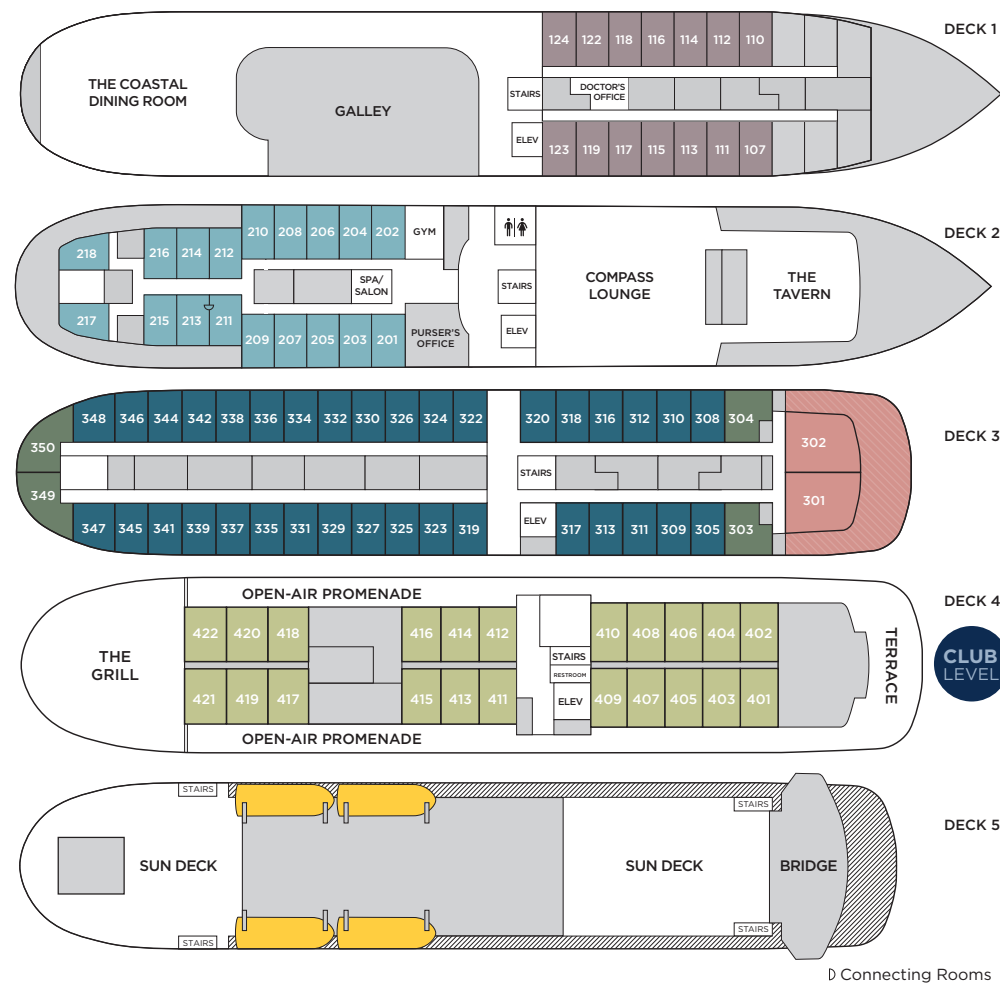 DECK 1
124 122 118 116 114 112 110
THE COASTAL
DINING ROOM
GALLEY
STAIRS
DOCTOR'S
OFFICE
ELEV
123 119 117 115 113 111 107
DECK 2
218 216 214 212 210 208 206 204 202 GYM
SPA/
SALON
STAIRS
COMPASS
LOUNGE
THE
TAVERN
217 215 213 211 209 207 205 203 201
PURSER'S
OFFICE
ELEV
DECK 3
348 346 344 342 338 336 334 332 330 326 324 322 320 318 316 312 310 308 304
350
302
STAIRS
349
301
ELEV
347 345 341 339 337 335 331 329 327 325 323 319 317 313 311 309 305 303
DECK 4
OPEN-AIR PROMENADE
422 420 418 416 414 412 410 408 406 404 402
THE
GRILL
STAIRS
RESTROOM
ELEV
TERRACE
CLUB
LEVEL
421 419 417 415 413 411 409 407 405 403 401
OPEN-AIR PROMENADE
DECK 5
STAIRS
STAIRS
SUN DECK
SUN DECK
BRIDGE
STAIRS
STAIRS
Connecting Rooms